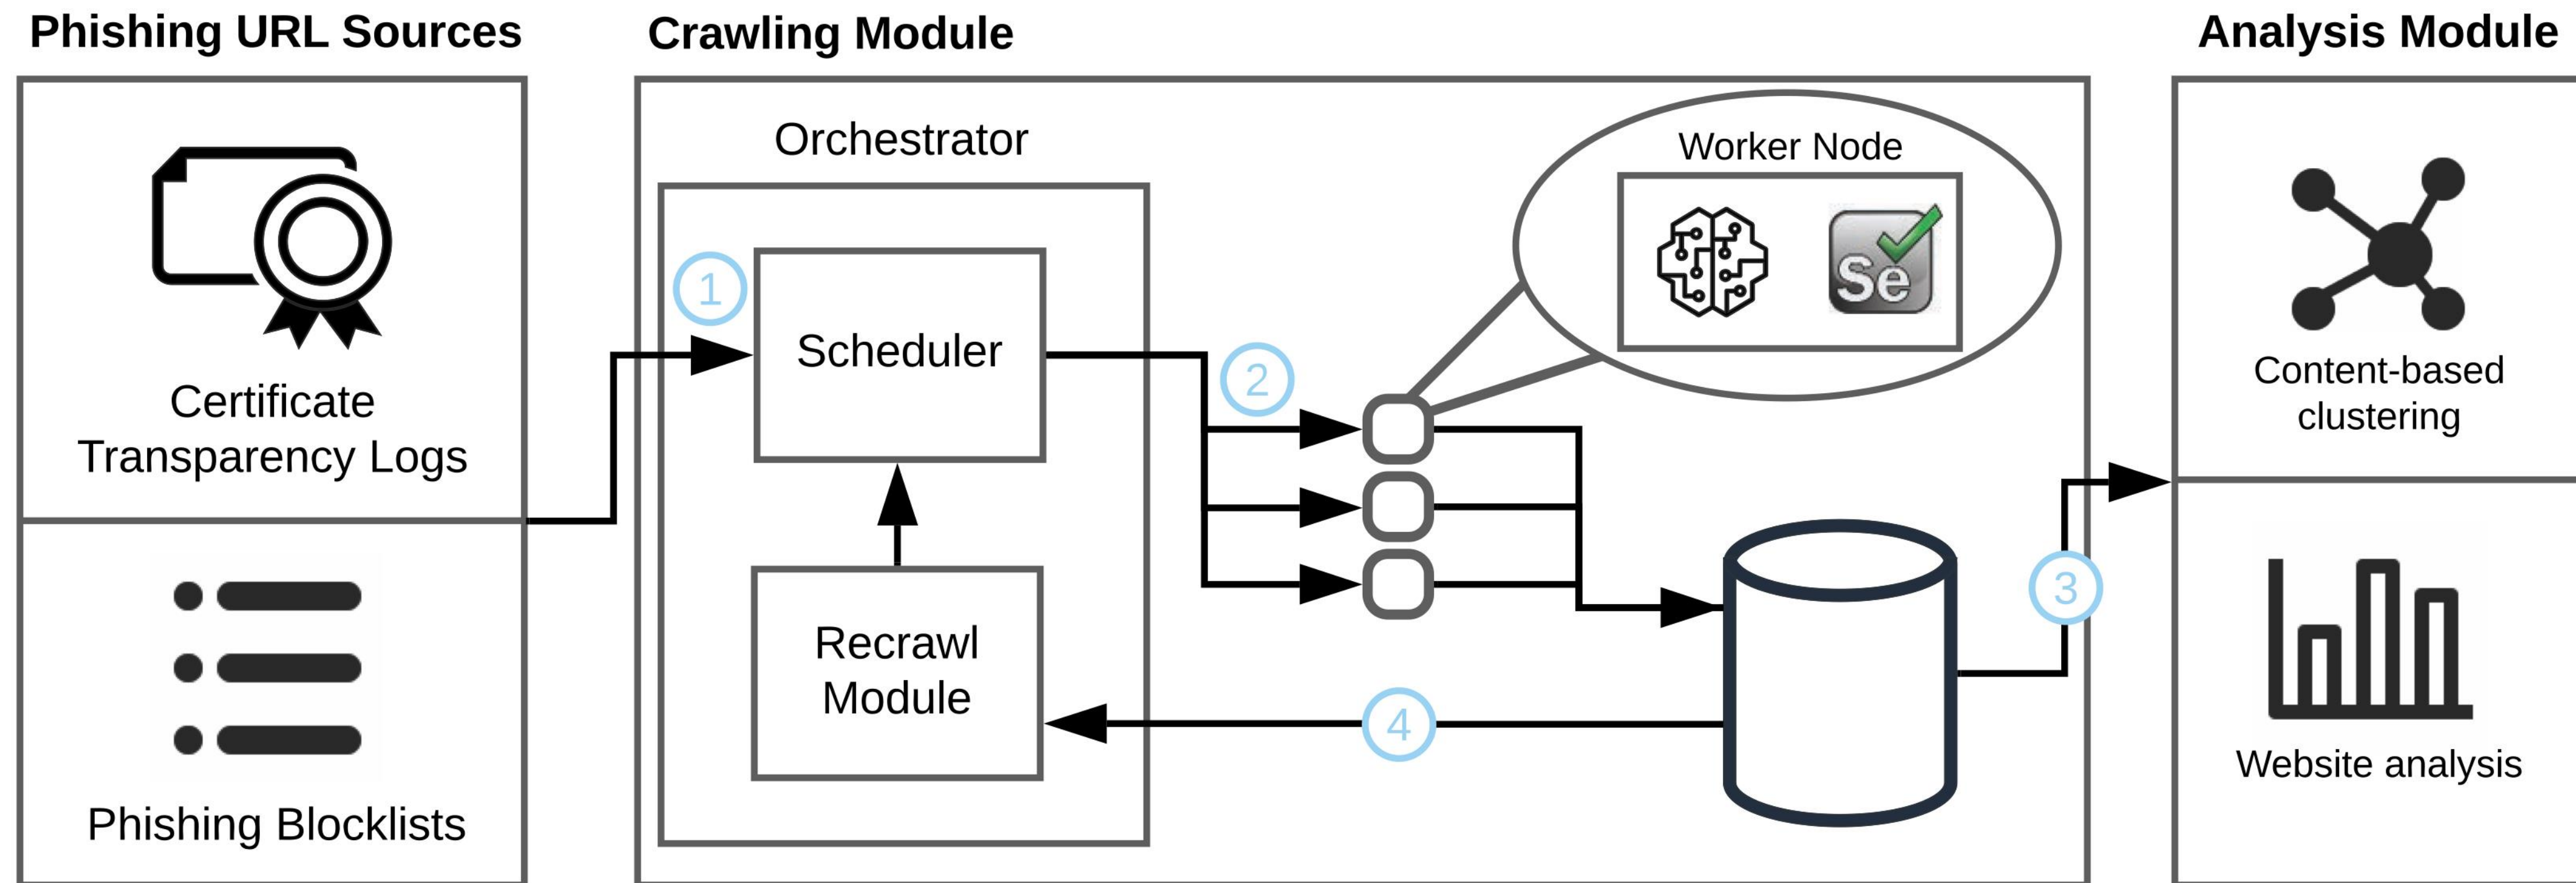 Phishing URL Sources
Certificate
Transparency Logs
Phishing Blocklists
Crawling Module
Orchestrator
1
Scheduler
Recrawl
Module
2
Worker Node
Se
3
4
Analysis Module
Content-based
clustering
Website analysis